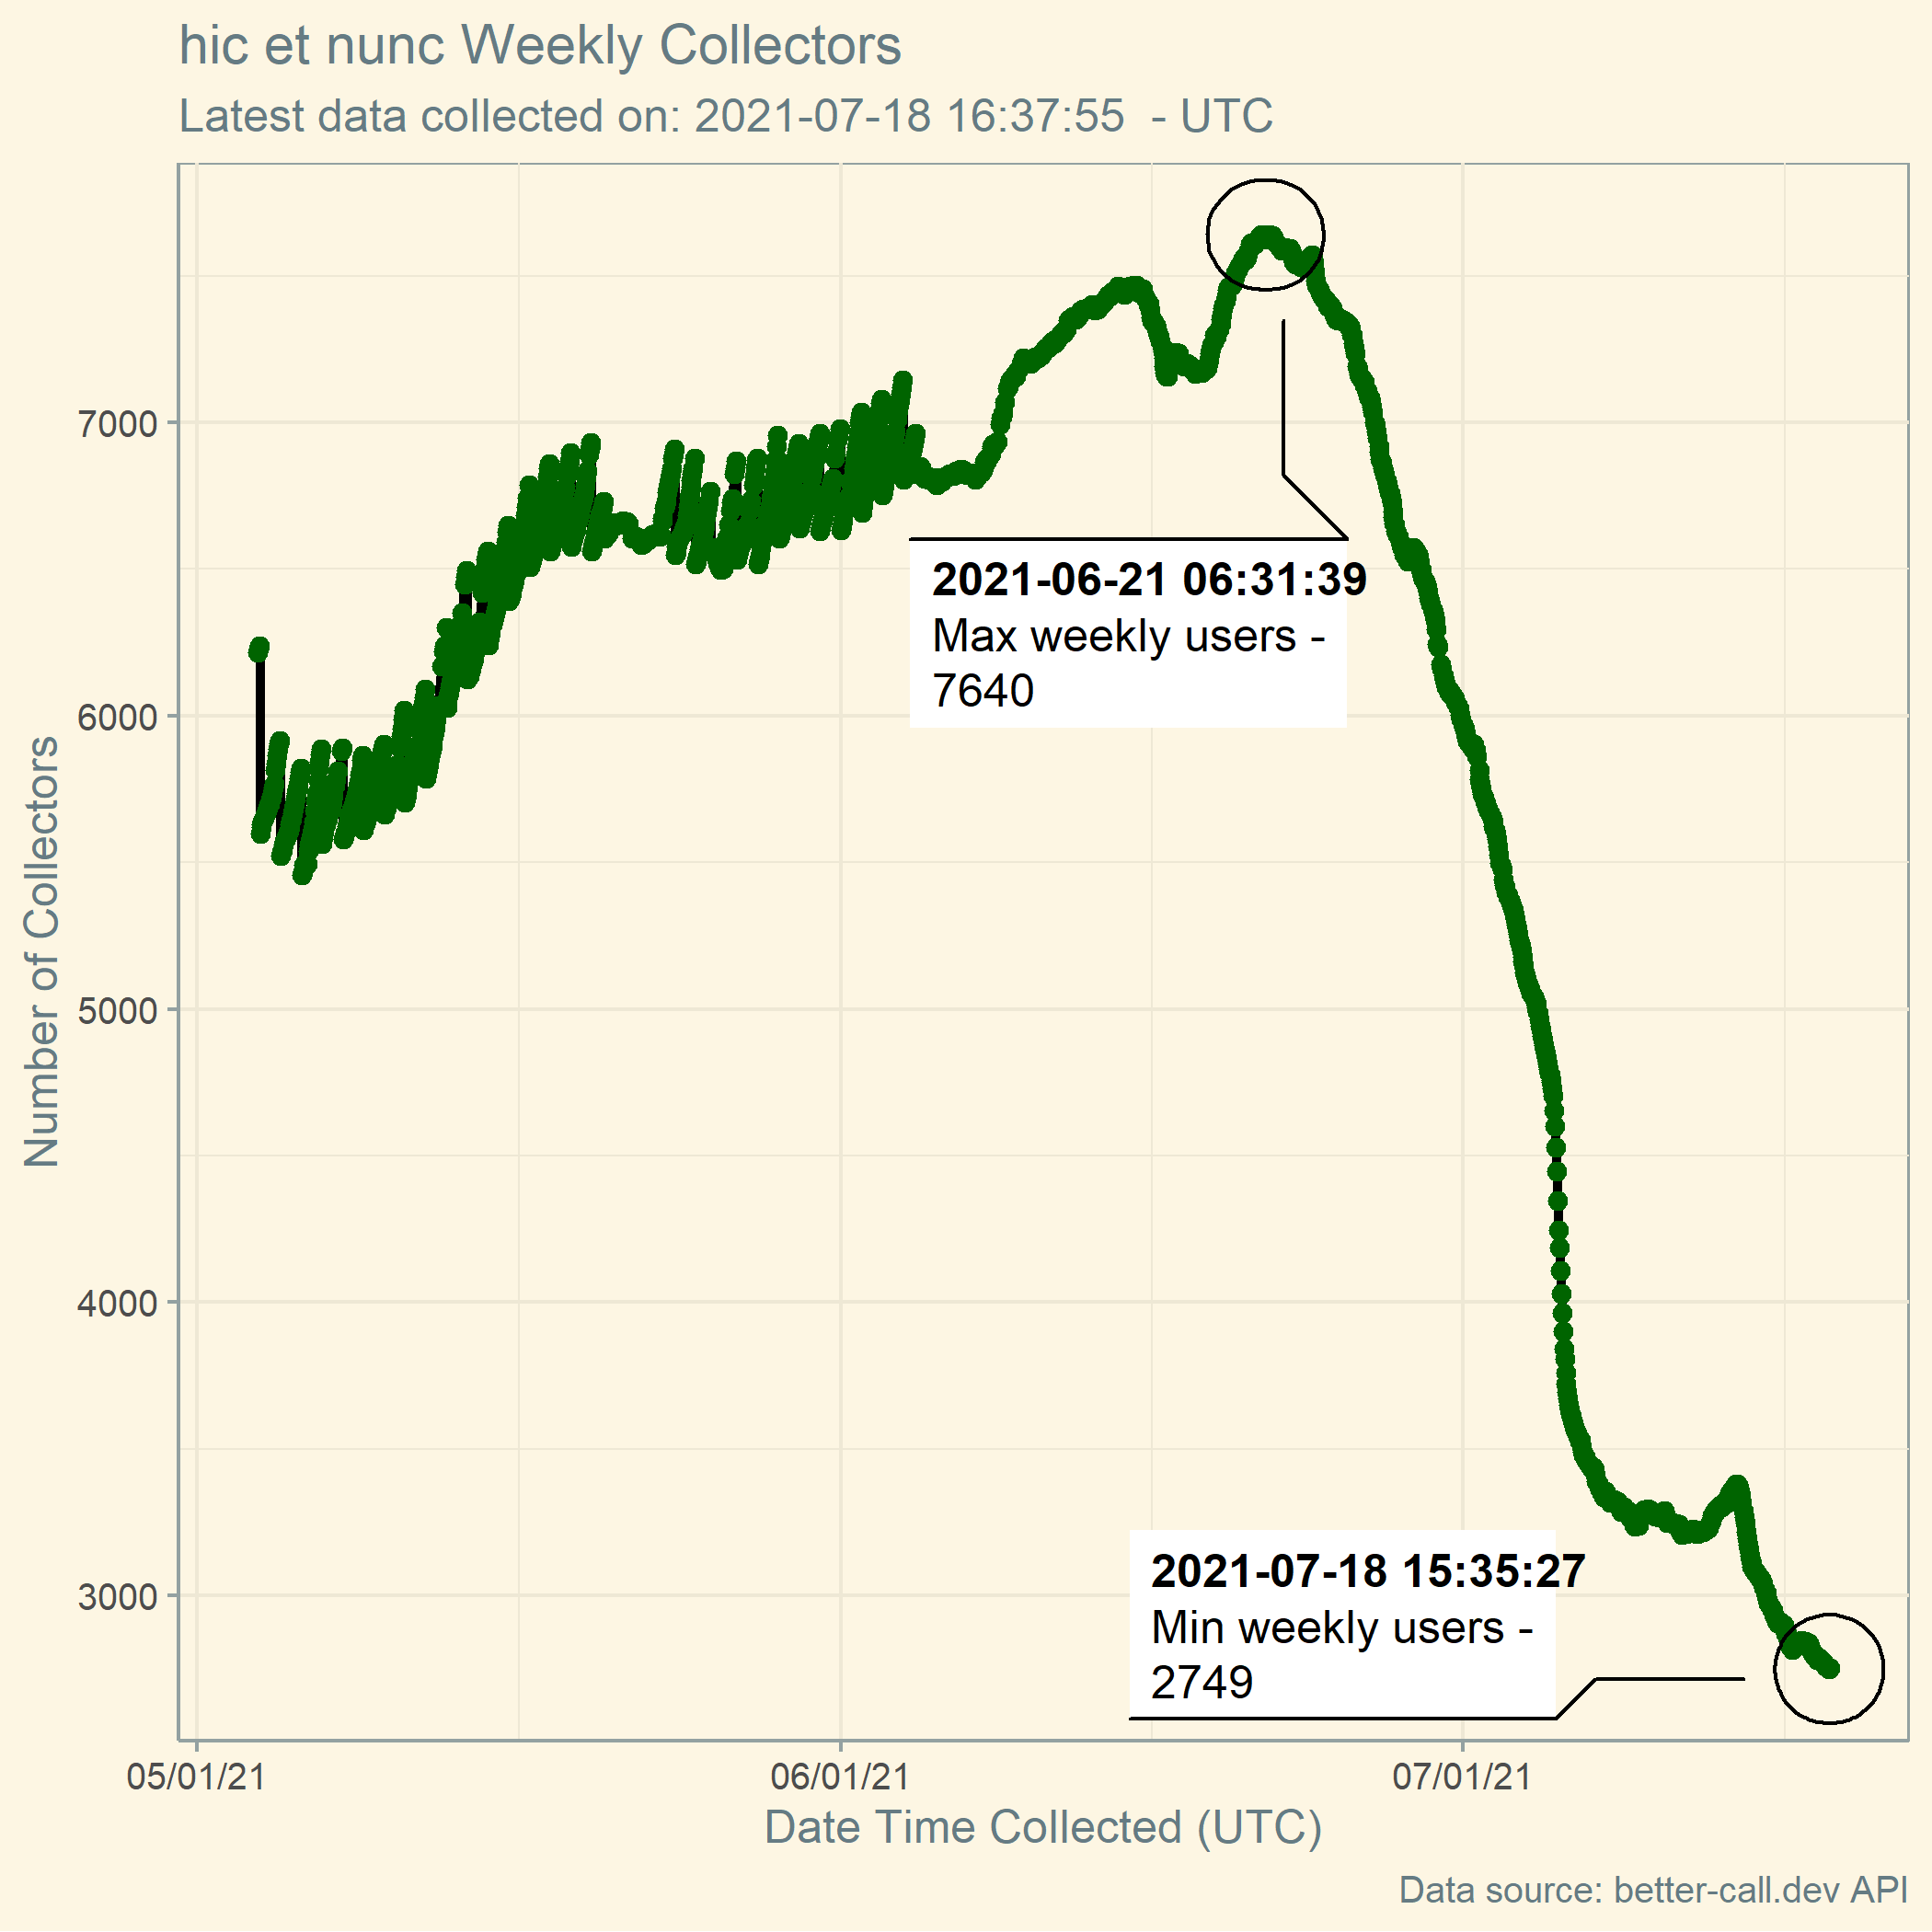 hic et nunc Weekly Collectors
Latest data collected on: 2021-07-18 16:37:55  - UTC
Number of Collectors
7000
6000
5000
4000
3000
2021-06-21 06:31:39
Max weekly users -
7640
2021-07-18 15:35:27
Min weekly users -
2749
05/01/21
06/01/21
07/01/21
Date Time Collected (UTC)
Data source: better-call.dev API